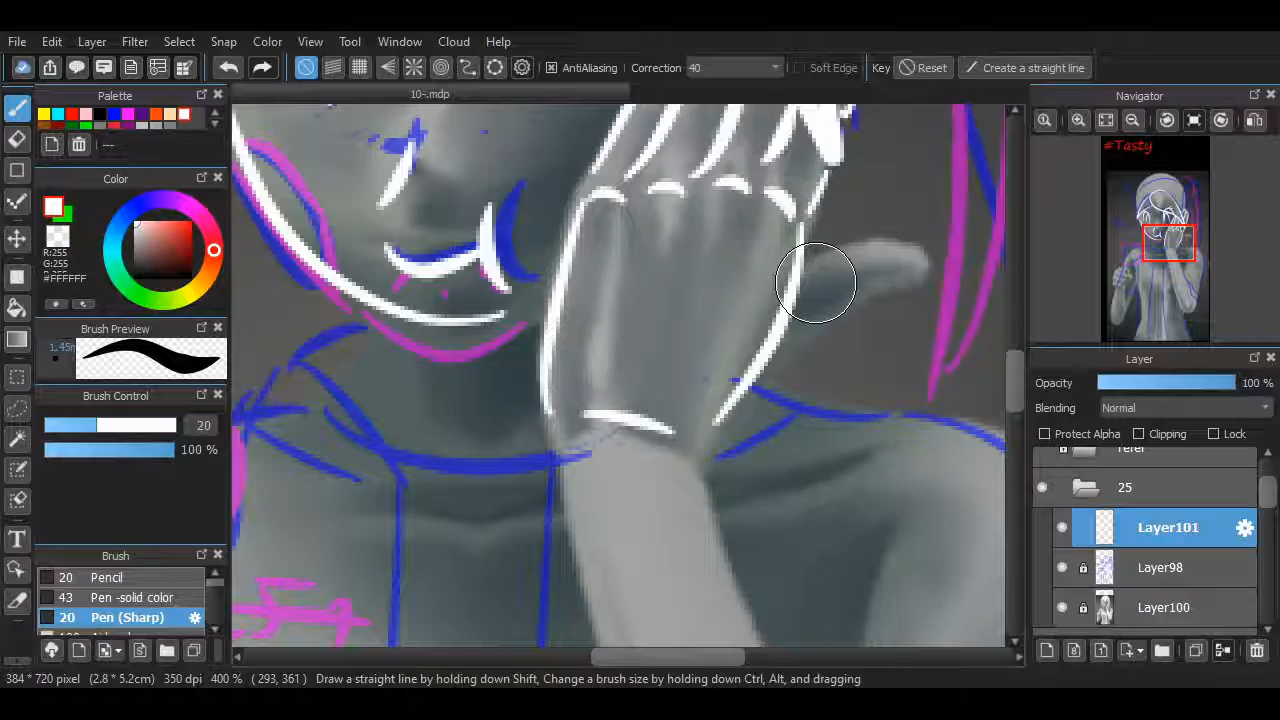 File Edit Layer Filter Select Snap Color View Tool Window Cloud Help
AntiAliasing Correction 40 Soft Edge Key Reset Create a straight line
Palette
10-.mdp
Navigator
---
#Tasty
Color
R:255
G:255
B:255
#FFFFFF
Brush Preview
1.45m
Layer
Opacity 100 %
Brush Control
Blending Normal
20
Protect Alpha Clipping Lock
100 %
refer
25
Layer101
Brush
Layer98
20 Pencil
43 Pen -solid color
Layer100
20 Pen (Sharp)
384 * 720 pixel (2.8 * 5.2cm) 350 dpi 400 % ( 293, 361 ) Draw a straight line by holding down Shift, Change a brush size by holding down Ctrl, Alt, and dragging